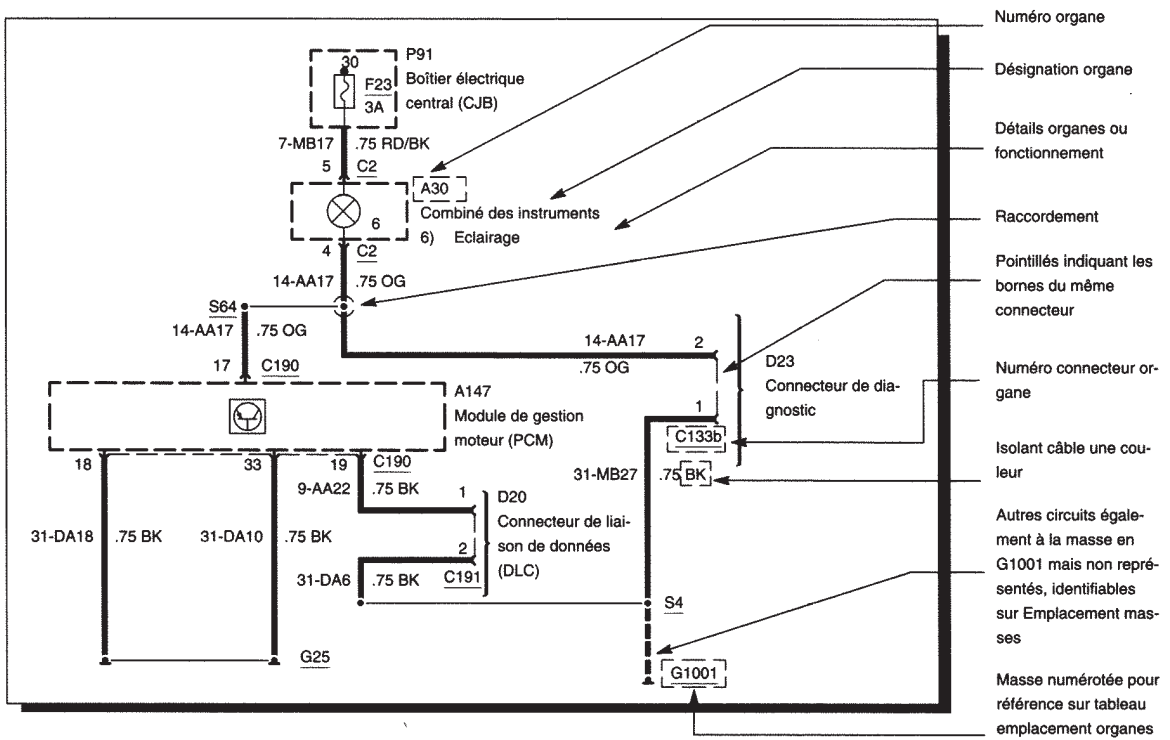 Numéro organe
Désignation organe
Détails organes ou
fonctionnement
Raccordement
Pointillés indiquant les
bornes du même
connecteur
Numéro connecteur or-
gane
Isolant câble une cou-
leur
Autres circuits égale-
ment à la masse en
G1001 mais non repré-
sentés, identifiables
sur Emplacement mas-
ses
Masse numérotée pour
référence sur tableau
emplacement organes
30
F23
3A
P91
Boîtier électrique
central (CJB)
7-MB17 .75 RD/BK
5 C2
A30
Combiné des instruments
6) Eclairage
6
4 C2
14-AA17 .75 OG
S64
14-AA17 .75 OG
17 C190
14-AA17 2
.75 OG
D23
Connecteur de dia-
gnostic
1
C133b
31-MB27 .75 BK
A147
Module de gestion
moteur (PCM)
18 33 19 C190
9-AA22 .75 BK
1
D20
Connecteur de liai-
son de données
(DLC)
2
C191
31-DA18 .75 BK
31-DA10 .75 BK
31-DA6 .75 BK
S4
G25
G1001